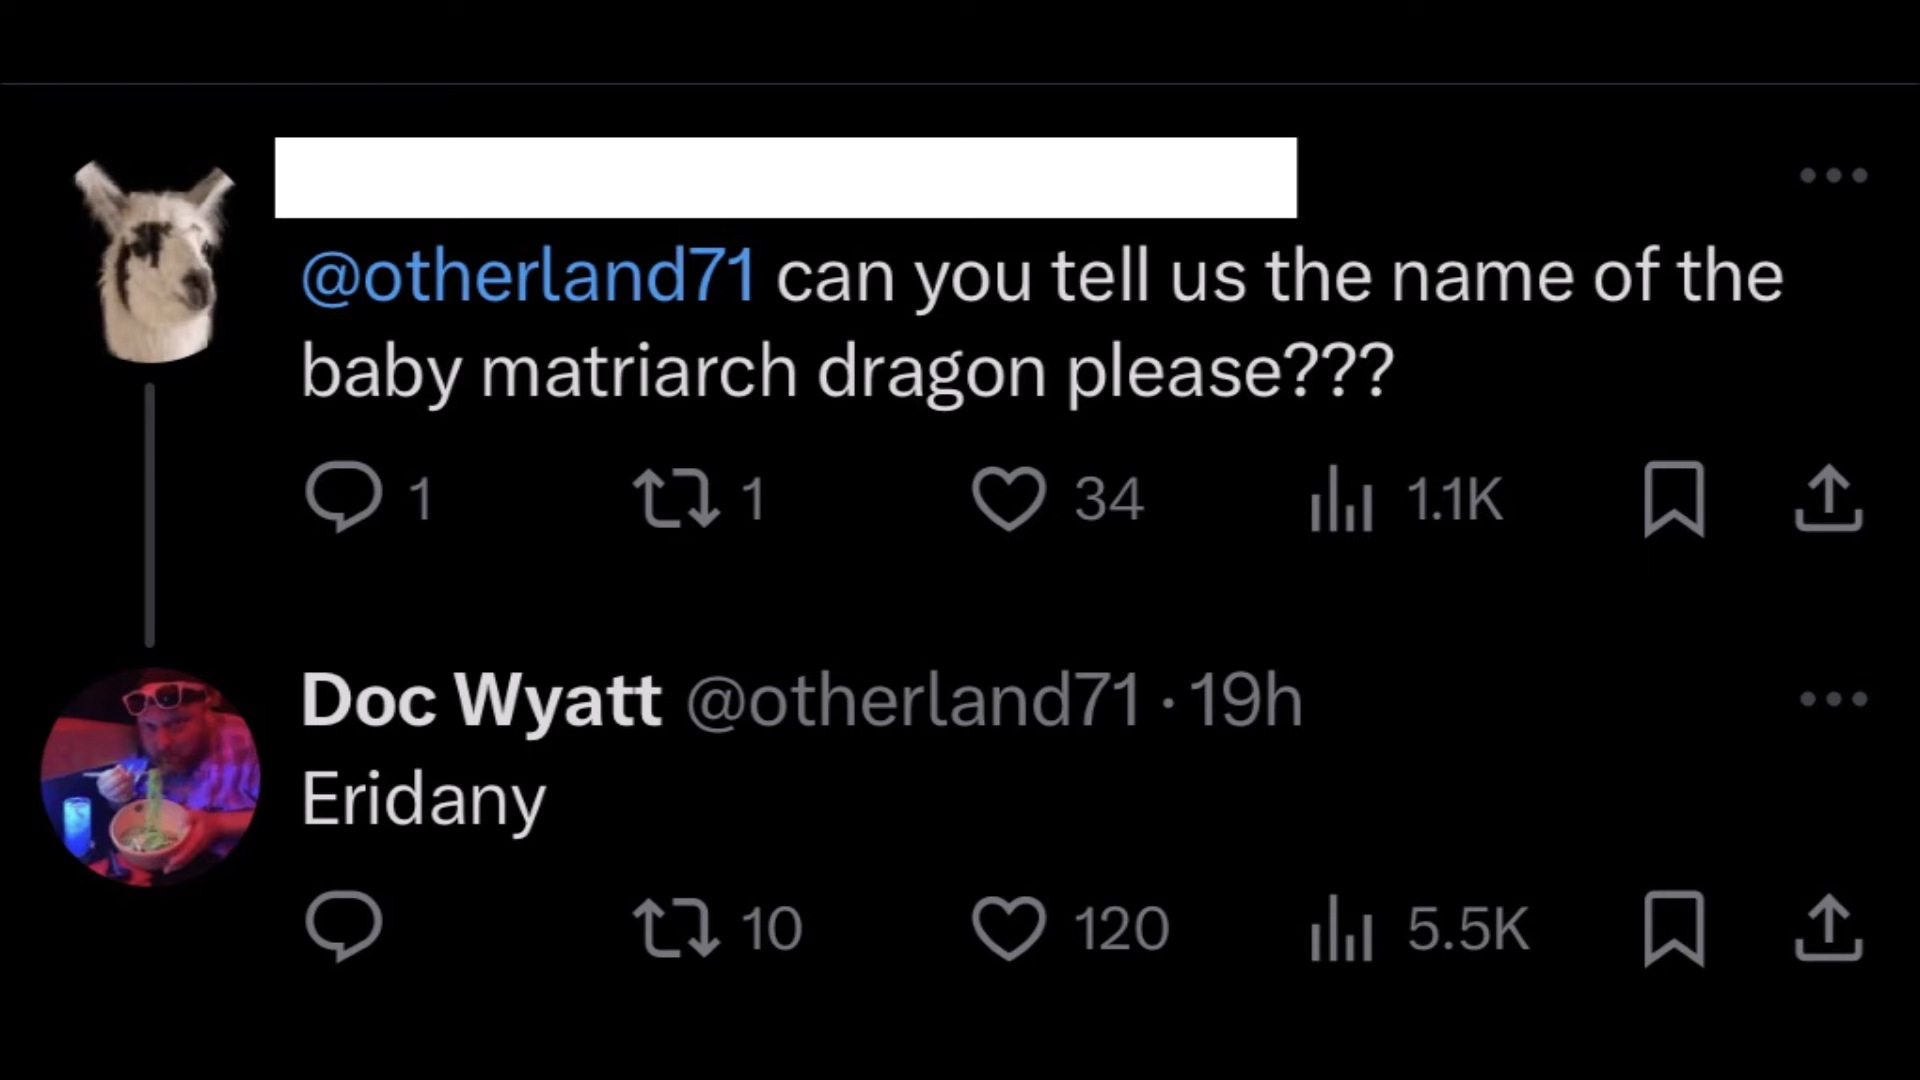 @otherland71 can you tell us the name of the
baby matriarch dragon please???
1 1 34 1.1K
Doc Wyatt @otherland71 · 19h
Eridany
10 120 5.5K